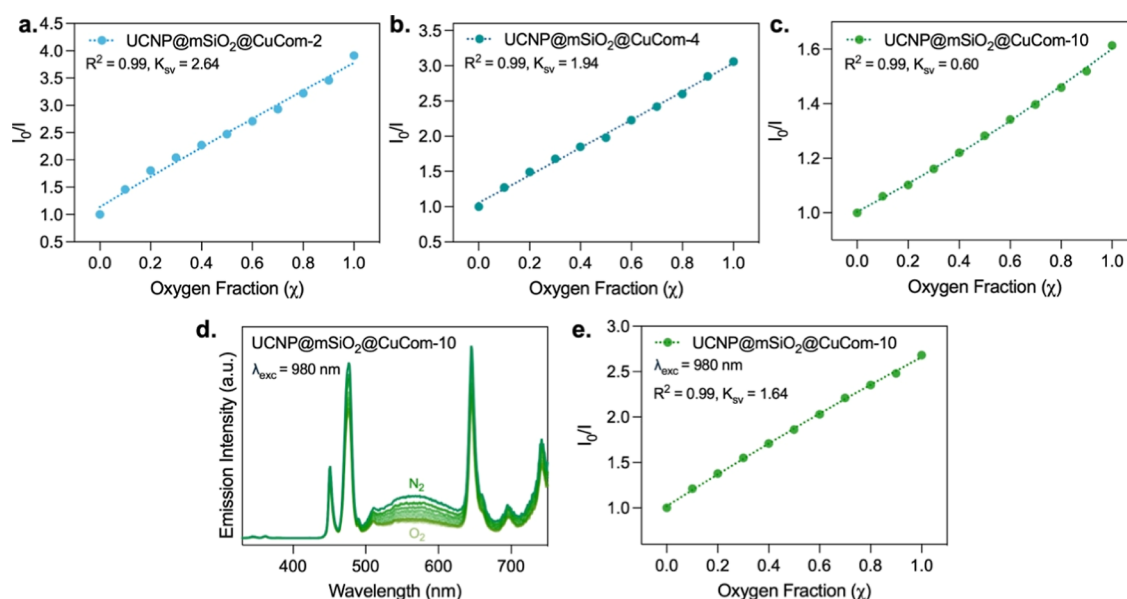 a.
UCNP@mSiO₂@CuCom-2
R² = 0.99, Kₛᵥ = 2.64
I₀/I
4.5
4.0
3.5
3.0
2.5
2.0
1.5
1.0
0.5
0.0 0.2 0.4 0.6 0.8 1.0
Oxygen Fraction (χ)
b.
UCNP@mSiO₂@CuCom-4
R² = 0.99, Kₛᵥ = 1.94
I₀/I
3.5
3.0
2.5
2.0
1.5
1.0
0.5
0.0 0.2 0.4 0.6 0.8 1.0
Oxygen Fraction (χ)
c.
UCNP@mSiO₂@CuCom-10
R² = 0.99, Kₛᵥ = 0.60
I₀/I
1.6
1.4
1.2
1.0
0.0 0.2 0.4 0.6 0.8 1.0
Oxygen Fraction (χ)
d.
UCNP@mSiO₂@CuCom-10
λexc = 980 nm
Emission Intensity (a.u.)
N₂
O₂
400 500 600 700
Wavelength (nm)
e.
UCNP@mSiO₂@CuCom-10
λexc = 980 nm
R² = 0.99, Kₛᵥ = 1.64
I₀/I
3.0
2.5
2.0
1.5
1.0
0.0 0.2 0.4 0.6 0.8 1.0
Oxygen Fraction (χ)